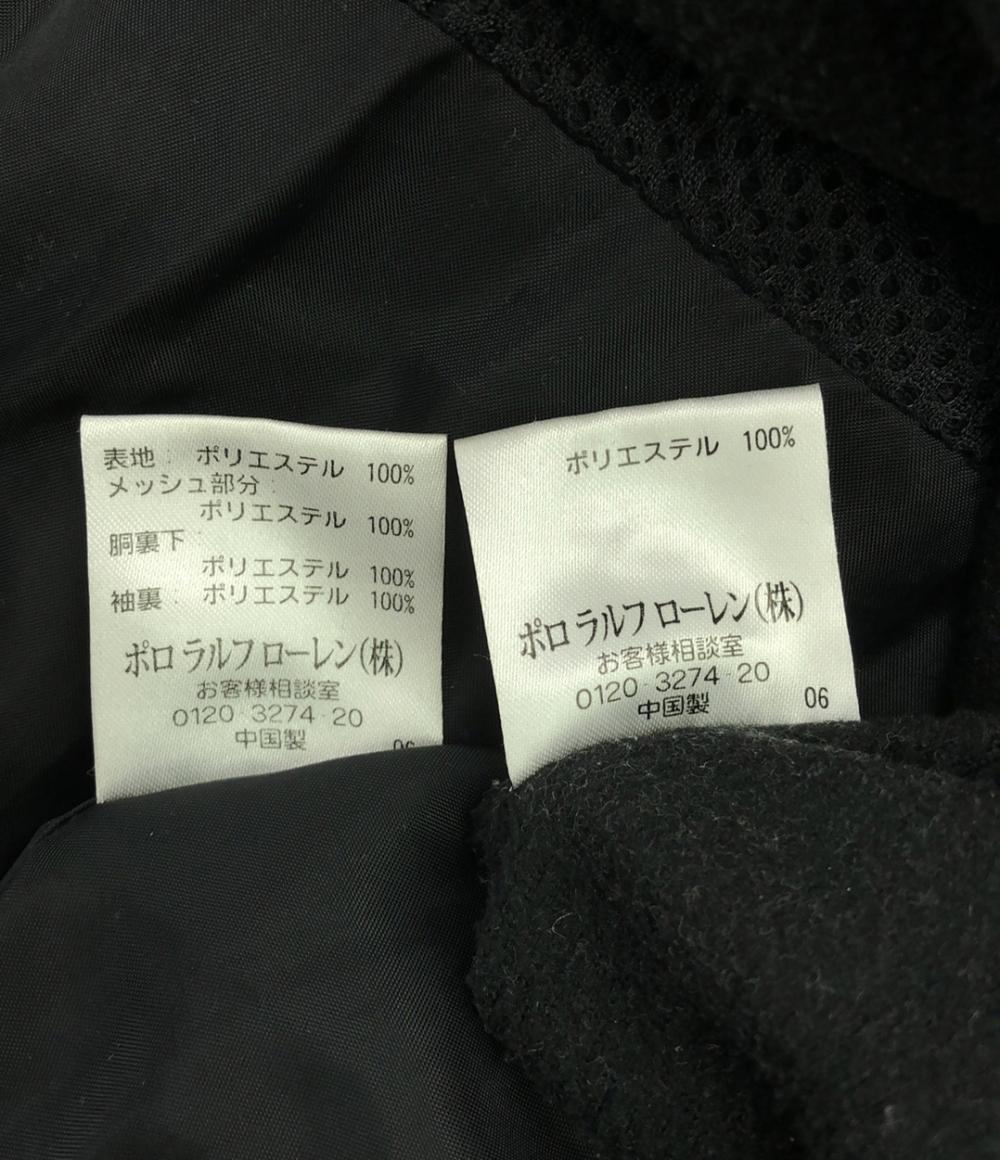 表地: ポリエステル 100%
メッシュ部分:
ポリエステル 100%
胴裏下:
ポリエステル 100%
袖裏: ポリエステル 100%
ポロ ラルフ ローレン(株)
お客様相談室
0120-3274-20
中国製
06
ポリエステル 100%
ポロ ラルフ ローレン(株)
お客様相談室
0120-3274-20
中国製
06